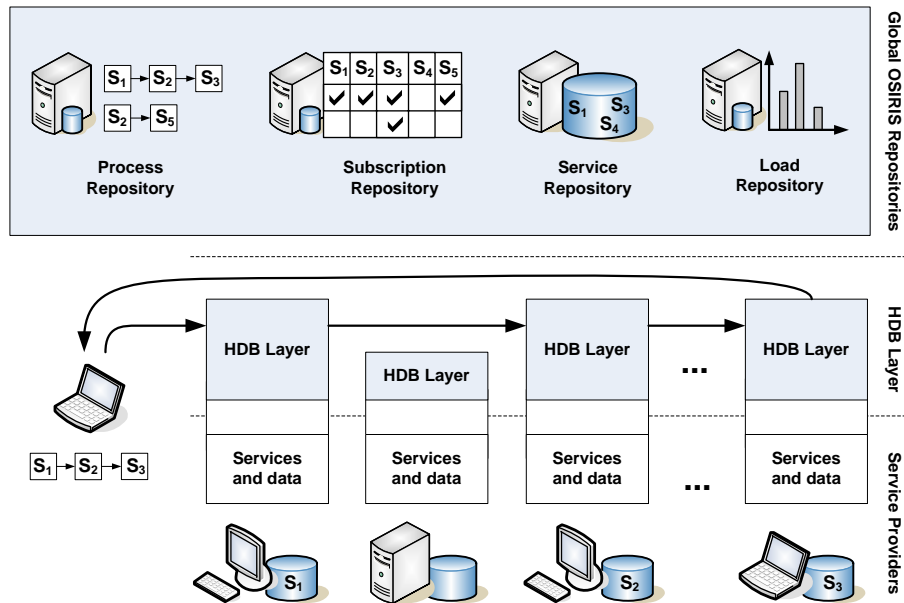 Global OSIRIS Repositories
S1 S2 S3
S2 S5
Process
Repository
S1 S2 S3 S4 S5
Subscription
Repository
S1 S3
S4
Service
Repository
Load
Repository
HDB Layer
HDB Layer
HDB Layer
HDB Layer
HDB Layer
...
S1 S2 S3
Service Providers
Services
and data
Services
and data
Services
and data
...
Services
and data
S1
S2
S3